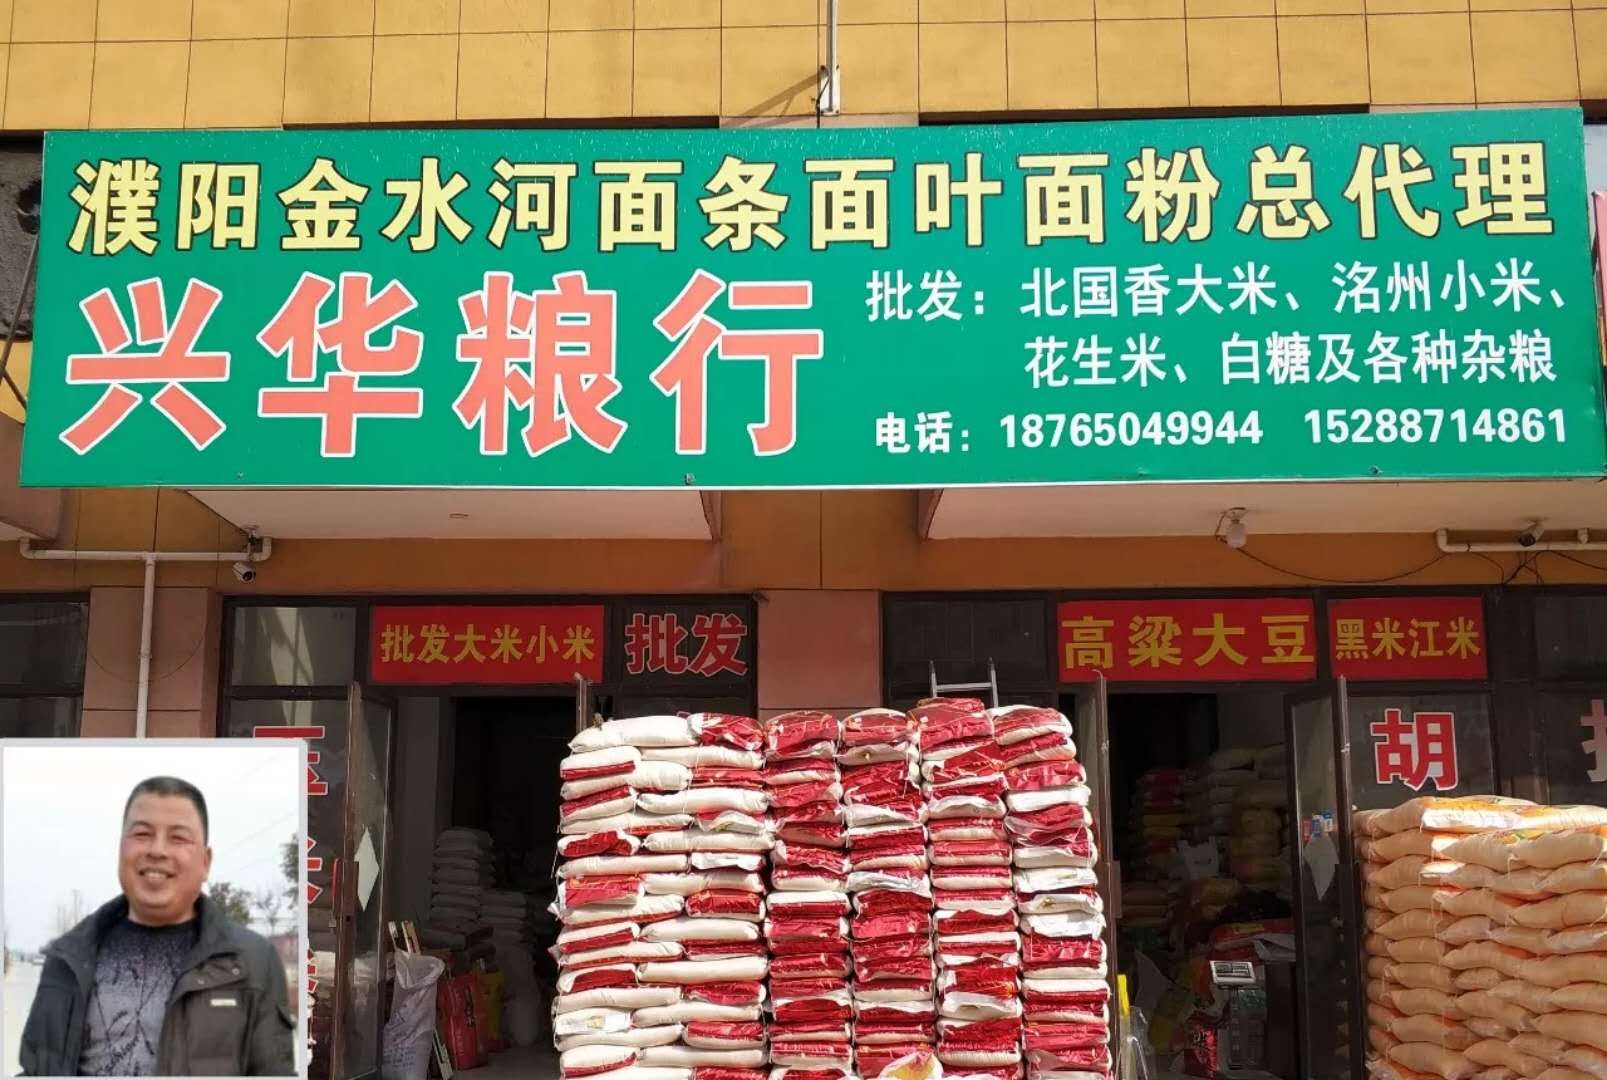 濮阳金水河面条面叶面粉总代理
兴华粮行
批发：北国香大米、洺州小米、
花生米、白糖及各种杂粮
电话：18765049944 15288714861
批发大米小米
批发
高粱大豆
黑米江米
玉米
胡